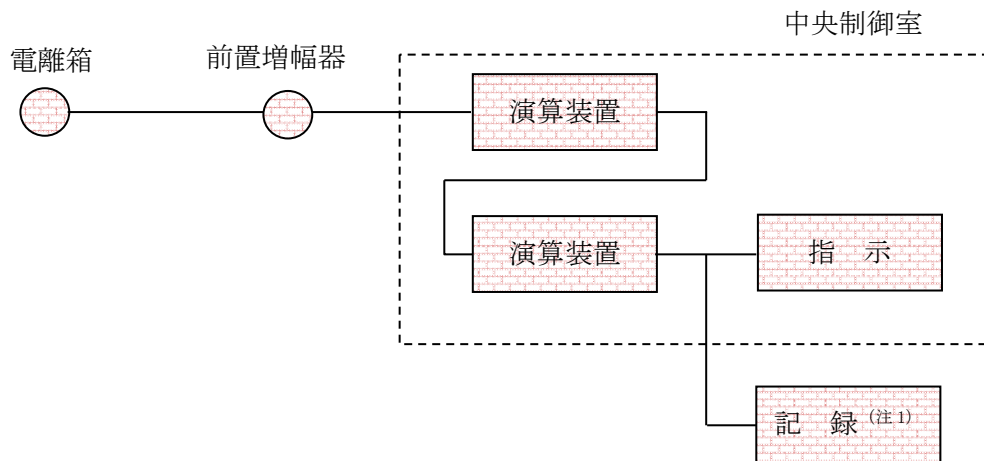 中央制御室
電離箱
前置増幅器
演算装置
演算装置
指 示
記 録(注1)